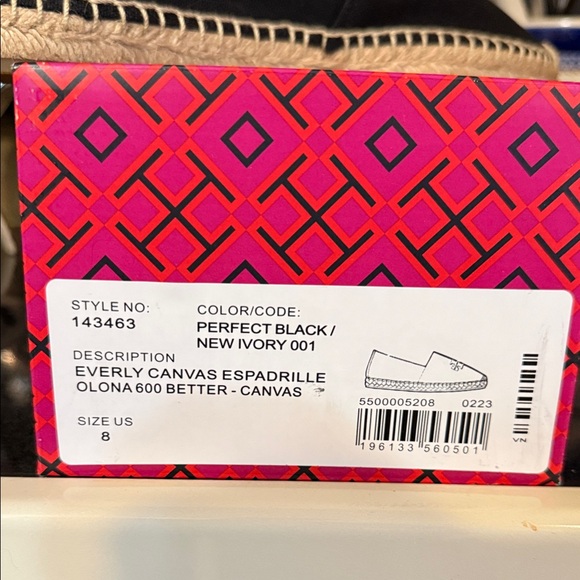 STYLE NO:
143463
COLOR/CODE:
PERFECT BLACK /
NEW IVORY 001
DESCRIPTION
EVERLY CANVAS ESPADRILLE
OLONA 600 BETTER - CANVAS
SIZE US
8
5500005208 0223
196133 560501
VN